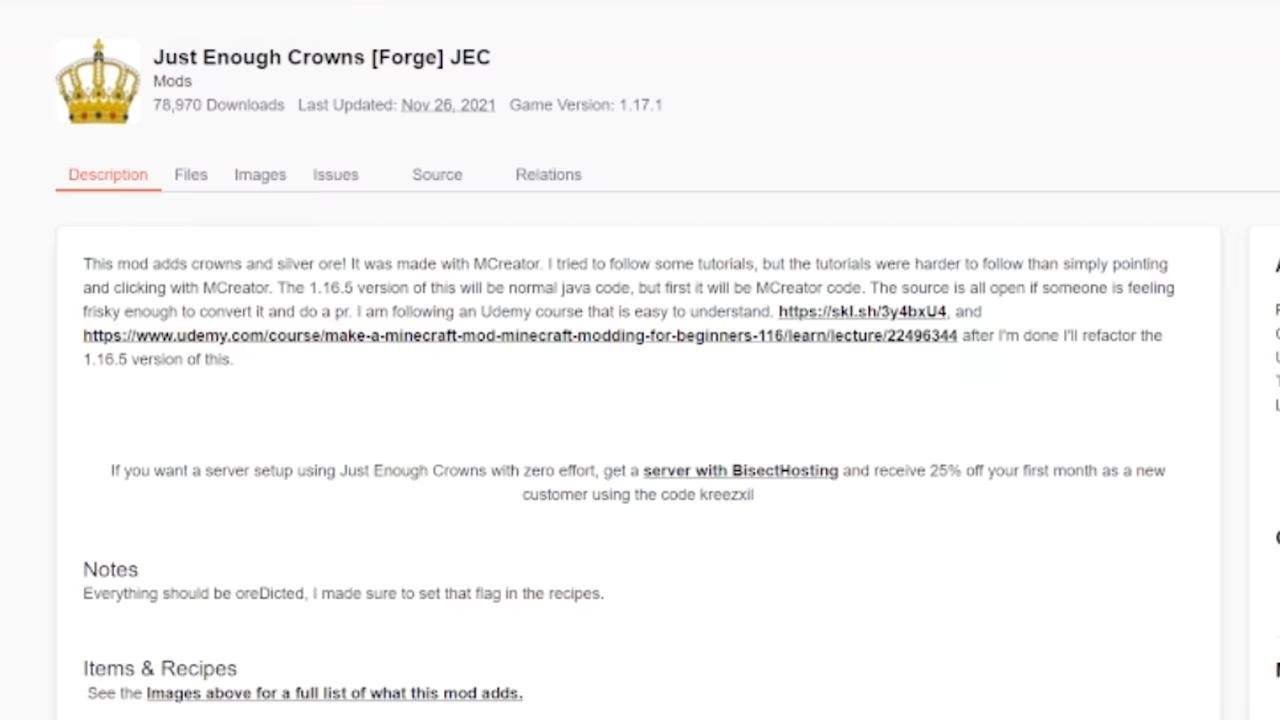 Just Enough Crowns [Forge] JEC
Mods
78,970 Downloads Last Updated: Nov 26, 2021 Game Version: 1.17.1
Description Files Images Issues Source Relations
This mod adds crowns and silver ore! It was made with MCreator. I tried to follow some tutorials, but the tutorials were harder to follow than simply pointing
and clicking with MCreator. The 1.16.5 version of this will be normal java code, but first it will be MCreator code. The source is all open if someone is feeling
frisky enough to convert it and do a pr. I am following an Udemy course that is easy to understand. https://skl.sh/3y4bxU4, and
https://www.udemy.com/course/make-a-minecraft-mod-minecraft-modding-for-beginners-116/learn/lecture/22496344 after I'm done I'll refactor the
1.16.5 version of this.
If you want a server setup using Just Enough Crowns with zero effort, get a server with BisectHosting and receive 25% off your first month as a new
customer using the code kreezxil
Notes
Everything should be oreDicted, I made sure to set that flag in the recipes.
Items & Recipes
See the Images above for a full list of what this mod adds.